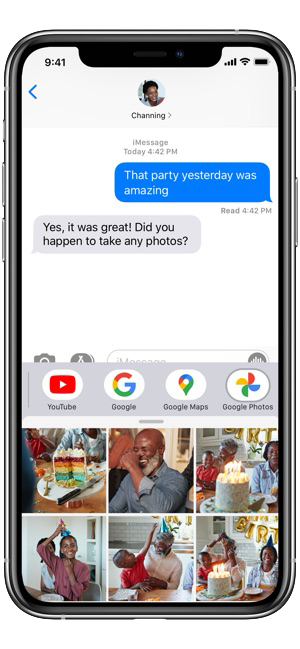 9:41
Channing >
iMessage
Today 4:42 PM
That party yesterday was
amazing
Read 4:42 PM
Yes, it was great! Did you
happen to take any photos?
iMessage
YouTube
Google
Google Maps
Google Photos